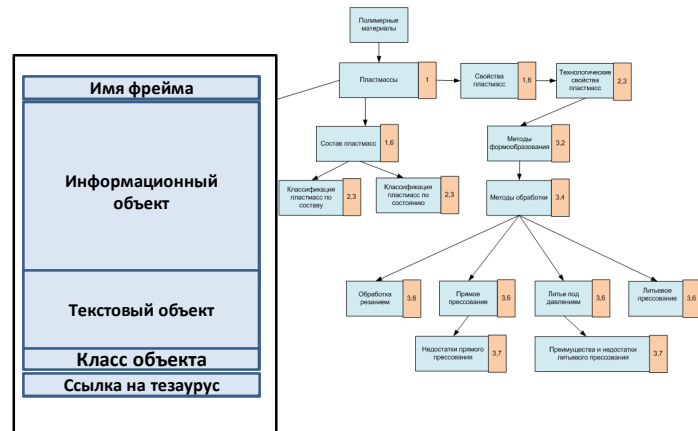 Имя фрейма
Информационный
объект
Текстовый объект
Класс объекта
Ссылка на тезаурус
Полимерные
материалы
Пластмассы
1
Свойства
пластмасс
1,6
Технологические
свойства
пластмасс
2,3
Состав пластмасс
1,6
Методы
формообразования
3,2
Классификация
пластмасс по
составу
2,3
Классификация
пластмасс по
состоянию
2,3
Методы обработки
3,4
Обработка
резанием
3,6
Прямое
прессование
3,6
Литье под
давлением
3,6
Литьевое
прессование
3,6
Недостатки прямого
прессования
3,7
Преимущества и недостатки
литьевого прессования
3,7